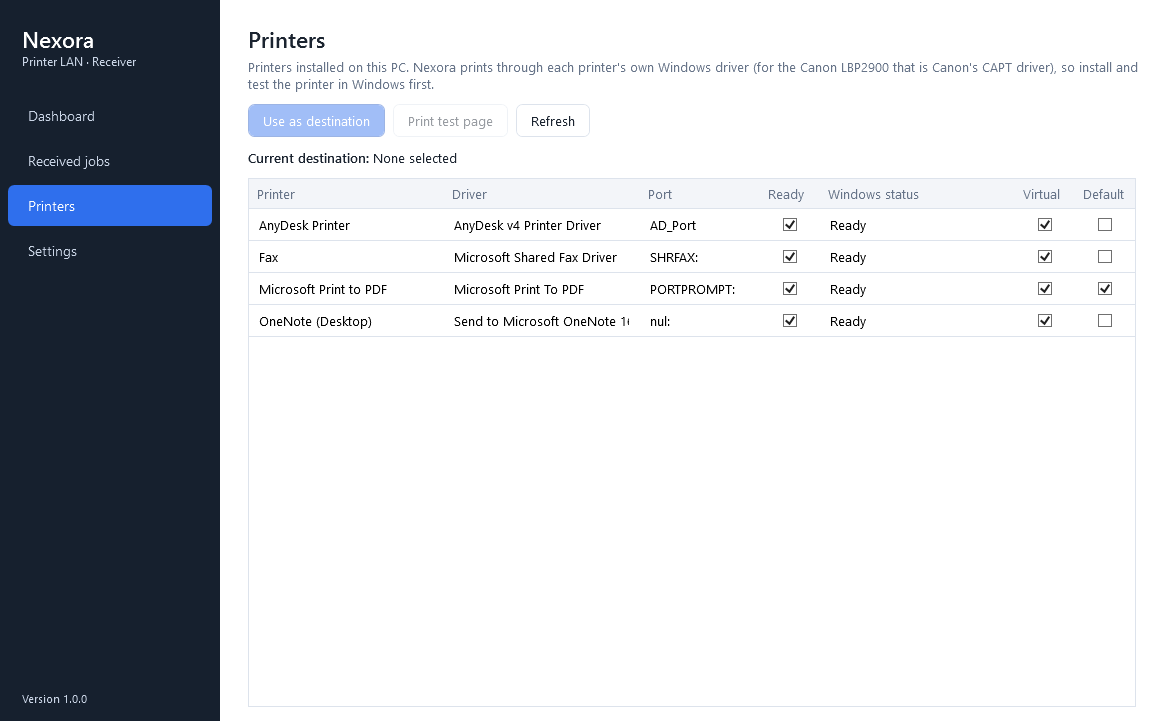 Nexora
Printer LAN · Receiver
Dashboard
Received jobs
Printers
Settings
Version 1.0.0
Printers
Printers installed on this PC. Nexora prints through each printer's own Windows driver (for the Canon LBP2900 that is Canon's CAPT driver), so install and
test the printer in Windows first.
Use as destination Print test page Refresh
Current destination: None selected
Printer Driver Port Ready Windows status Virtual Default
AnyDesk Printer AnyDesk v4 Printer Driver AD_Port Ready
Fax Microsoft Shared Fax Driver SHRFAX: Ready
Microsoft Print to PDF Microsoft Print To PDF PORTPROMPT: Ready
OneNote (Desktop) Send to Microsoft OneNote nul: Ready